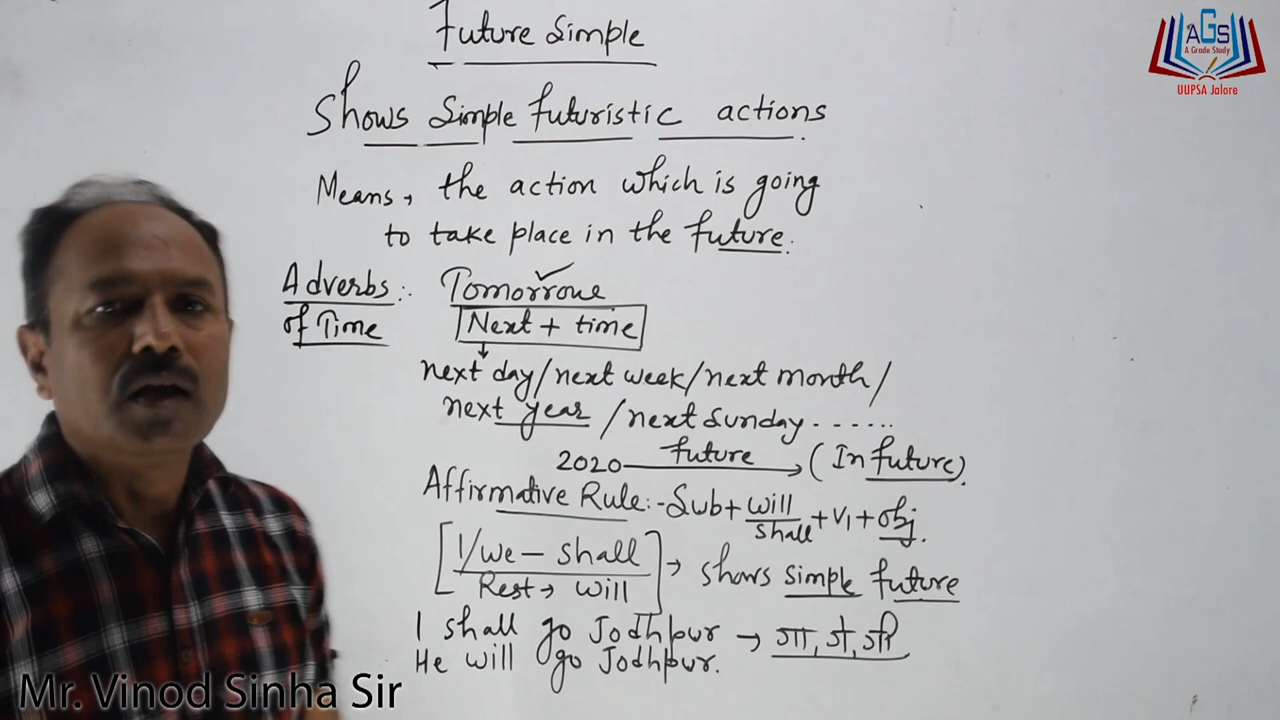 Future Simple
Shows Simple futuristic actions.
Means, the action which is going
to take place in the future.
Adverbs :- Tomorrow
of Time Next + time
next day/next week/next month/
next year /next Sunday ......
2020 future (In future).
Affirmative Rule:- Sub + will/shall + V1 + obj.
[I/we – shall
Rest → will] → shows simple future
I shall go Jodhpur → गा, गे, गी
He will go Jodhpur.
AGS
A Grade Study
UUPSA Jalore
Mr. Vinod Sinha Sir